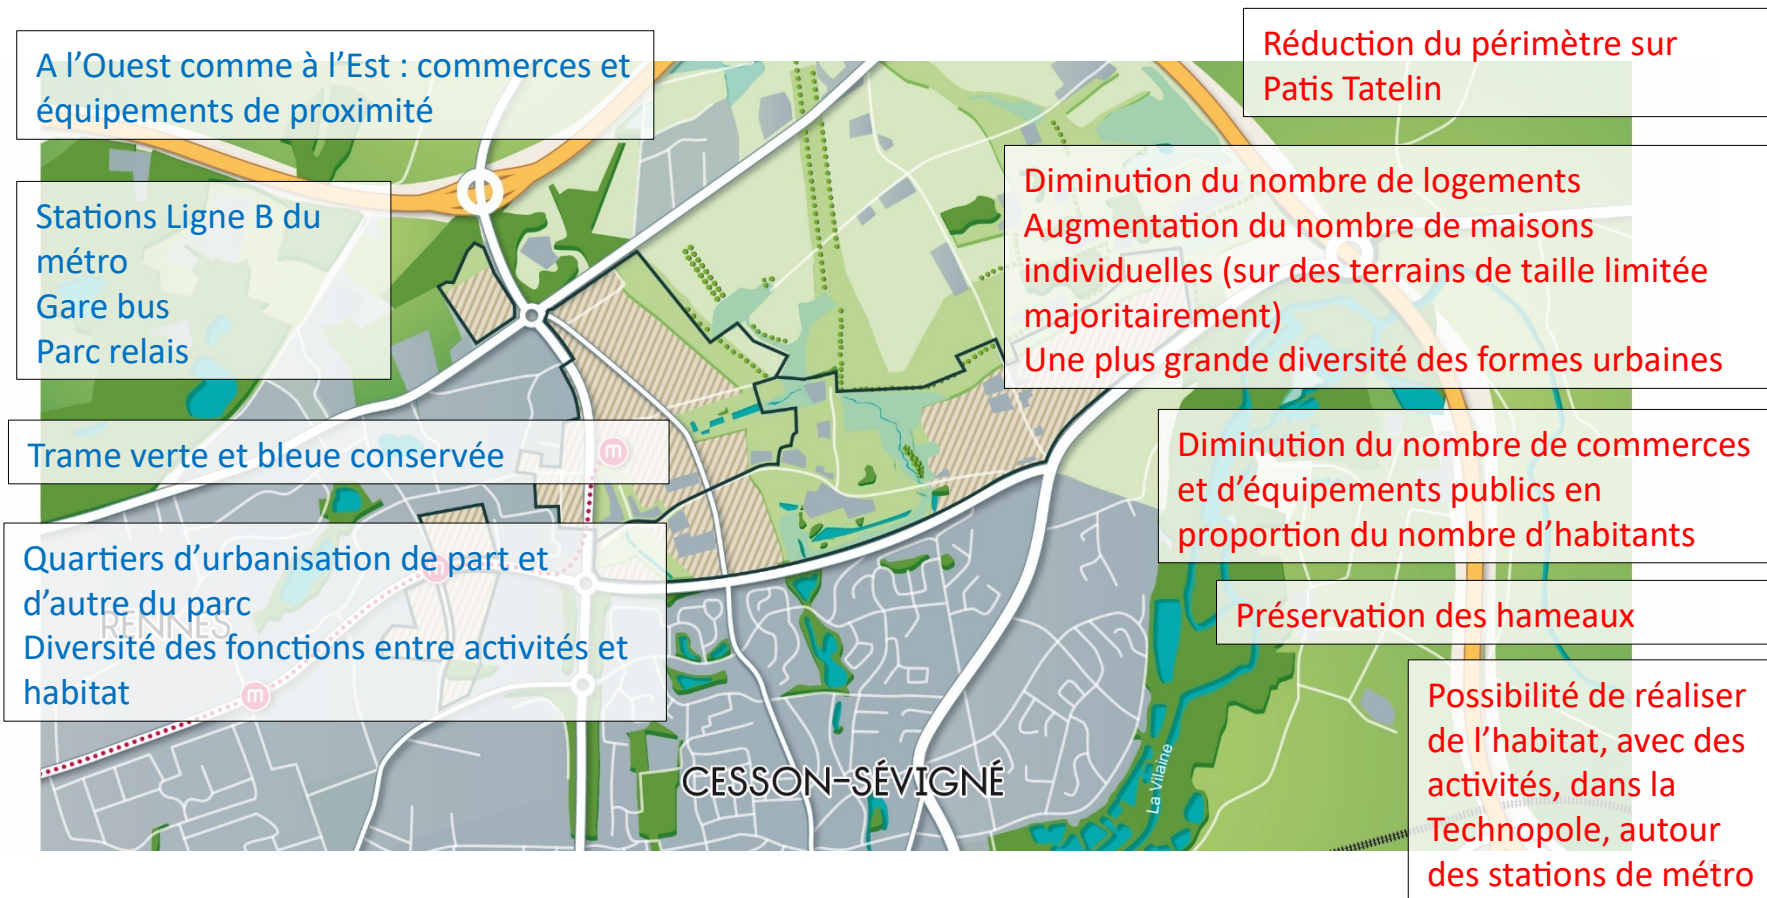 A l’Ouest comme à l’Est : commerces et
équipements de proximité
Stations Ligne B du
métro
Gare bus
Parc relais
Trame verte et bleue conservée
Quartiers d’urbanisation de part et
d’autre du parc
Diversité des fonctions entre activités et
habitat
Réduction du périmètre sur
Patis Tatelin
Diminution du nombre de logements
Augmentation du nombre de maisons
individuelles (sur des terrains de taille limitée
majoritairement)
Une plus grande diversité des formes urbaines
Diminution du nombre de commerces
et d’équipements publics en
proportion du nombre d’habitants
Préservation des hameaux
Possibilité de réaliser
de l’habitat, avec des
activités, dans la
Technopole, autour
des stations de métro
RENNES
CESSON-SÉVIGNÉ
La Vilaine
m
m
m